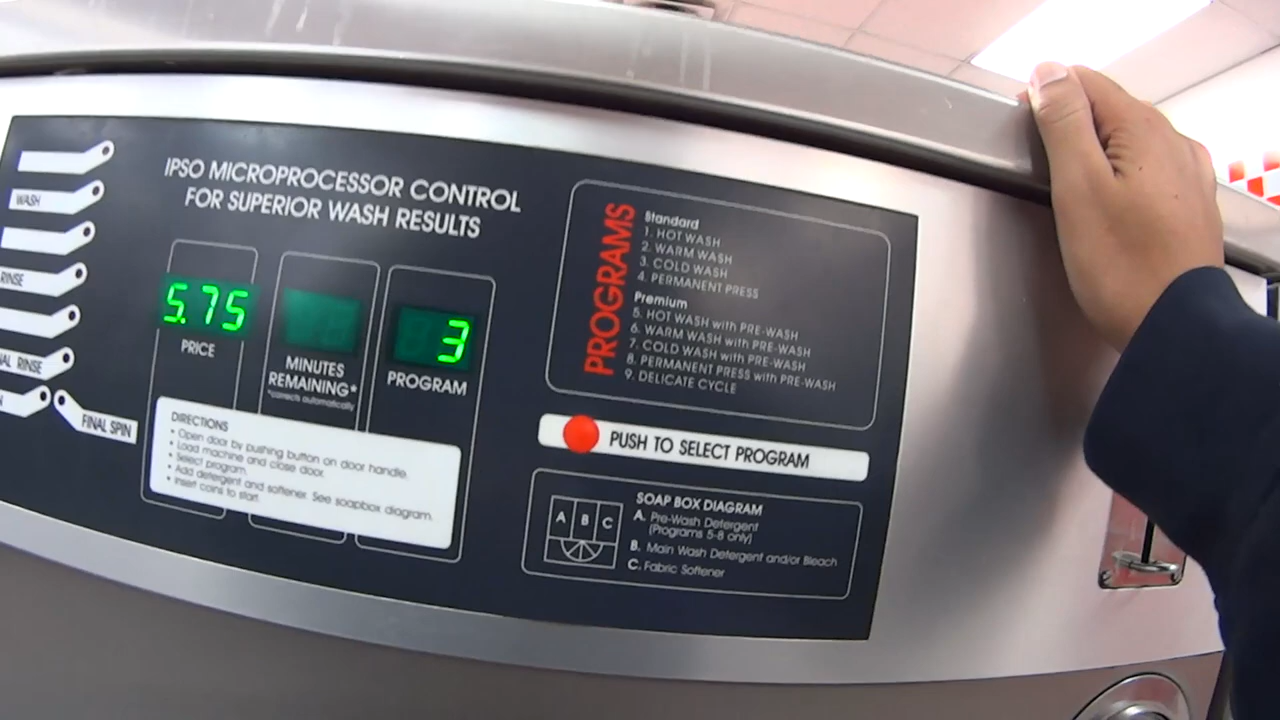 WASH
RINSE
AL RINSE
FINAL SPIN
IPSO MICROPROCESSOR CONTROL
FOR SUPERIOR WASH RESULTS
5.75
PRICE
MINUTES
REMAINING*
*corrects automatically
3
PROGRAM
DIRECTIONS
• Open door by pushing button on door handle.
• Load machine and close door.
• Select program.
• Add detergent and softener. See soapbox diagram.
• Insert coins to start.
PROGRAMS
Standard
1. HOT WASH
2. WARM WASH
3. COLD WASH
4. PERMANENT PRESS
Premium
5. HOT WASH with PRE-WASH
6. WARM WASH with PRE-WASH
7. COLD WASH with PRE-WASH
8. PERMANENT PRESS with PRE-WASH
9. DELICATE CYCLE
PUSH TO SELECT PROGRAM
SOAP BOX DIAGRAM
A B C
A. Pre-Wash Detergent
(Programs 5-8 only)
B. Main Wash Detergent and/or Bleach
C. Fabric Softener